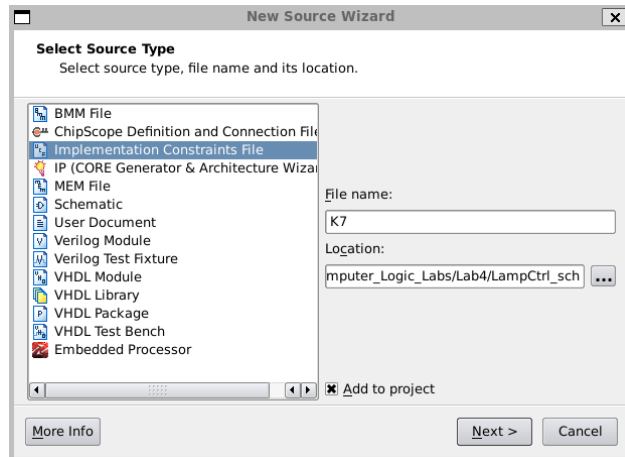 New Source Wizard
Select Source Type
Select source type, file name and its location.
BMM File
ChipScope Definition and Connection File
Implementation Constraints File
IP (CORE Generator & Architecture Wizar
MEM File
Schematic
User Document
Verilog Module
Verilog Test Fixture
VHDL Module
VHDL Library
VHDL Package
VHDL Test Bench
Embedded Processor
File name:
K7
Location:
mputer_Logic_Labs/Lab4/LampCtrl_sch
...
Add to project
More Info
Next >
Cancel